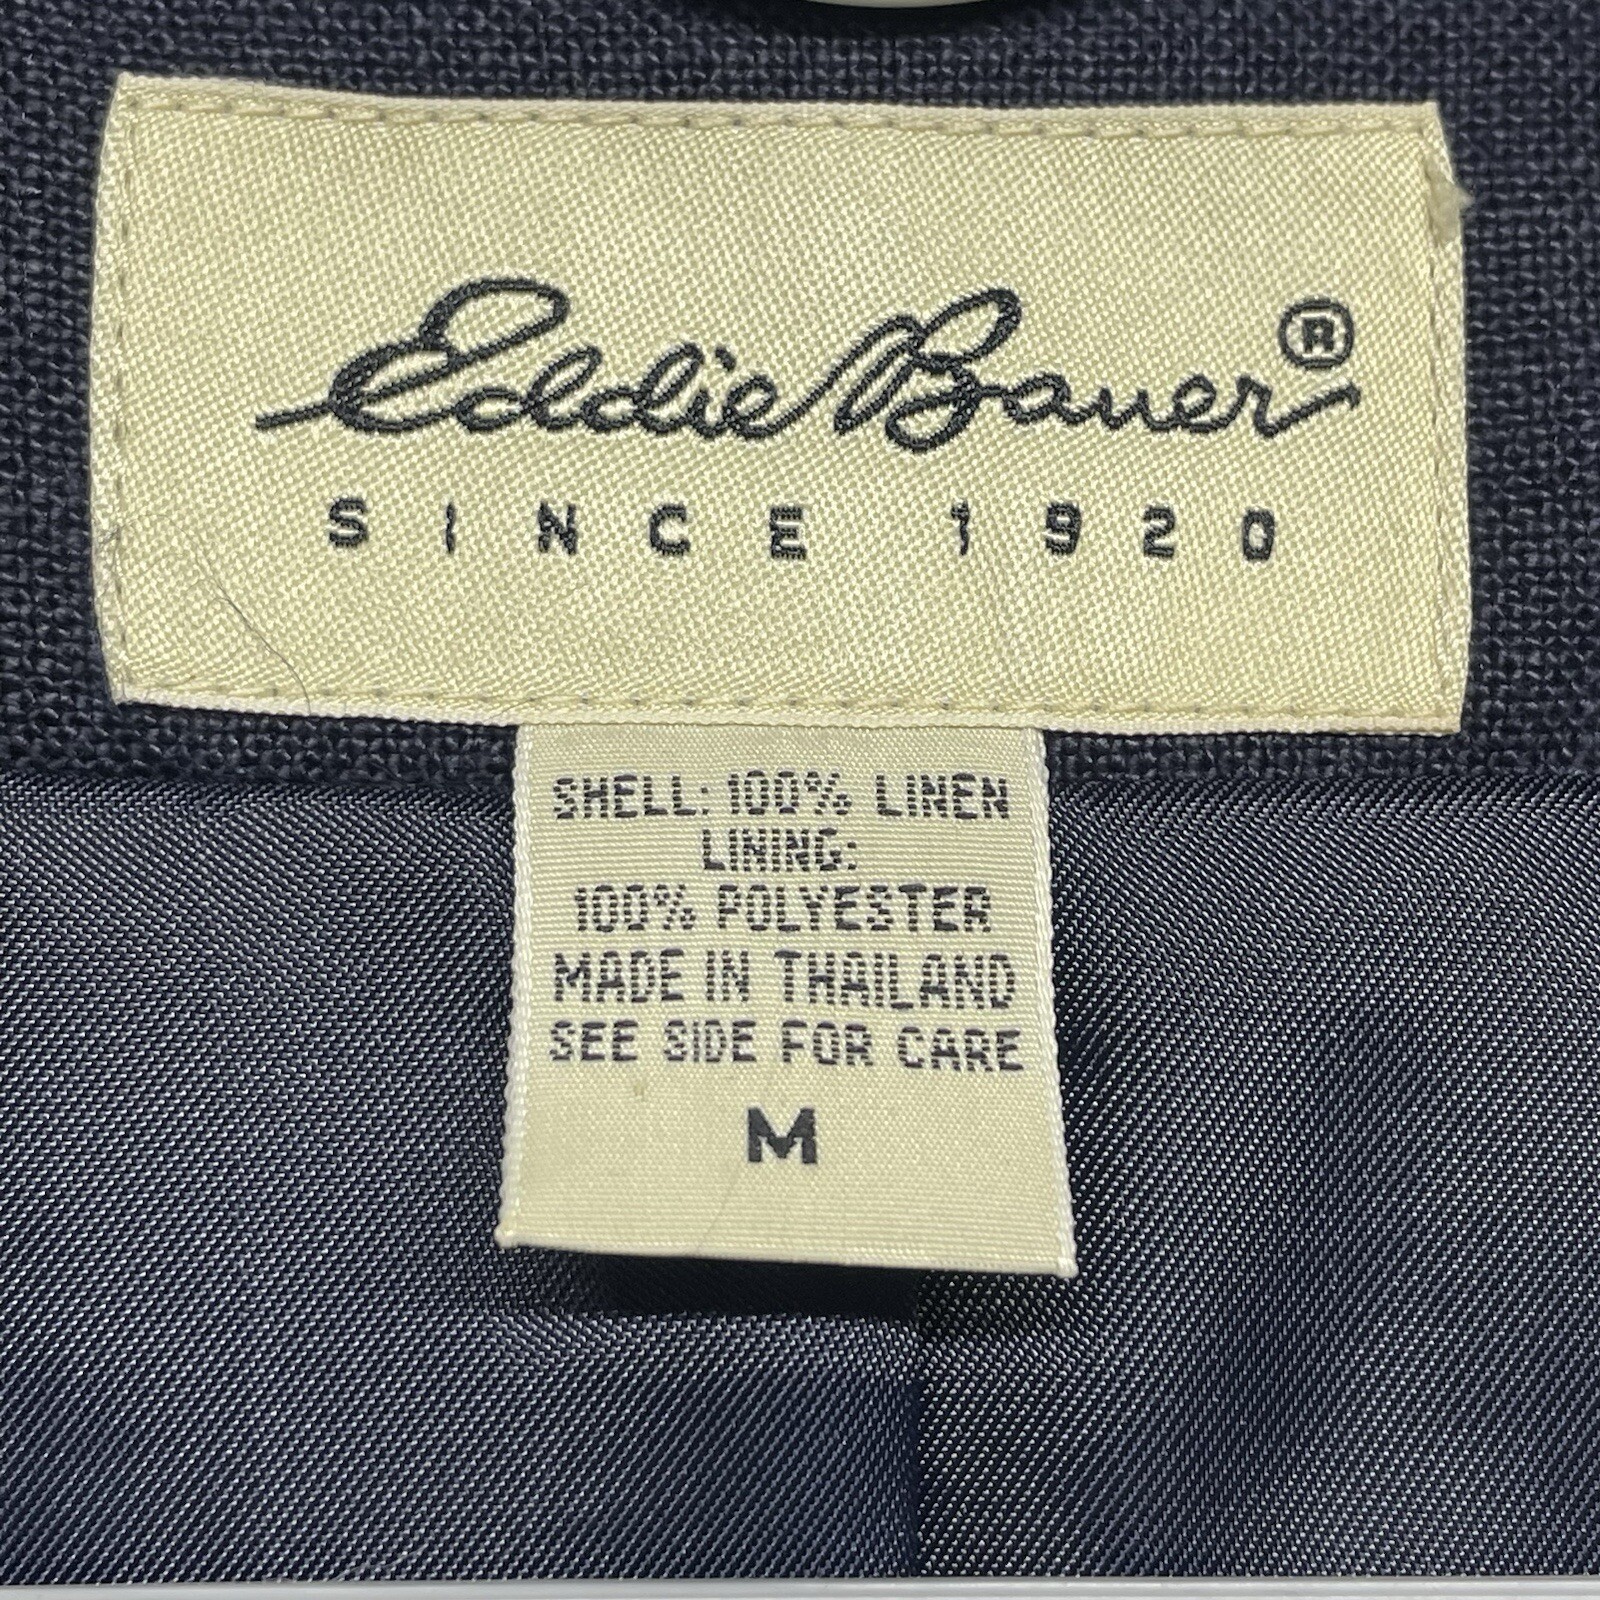 Eddie Bauer®
SINCE 1920
SHELL: 100% LINEN
LINING:
100% POLYESTER
MADE IN THAILAND
SEE SIDE FOR CARE
M